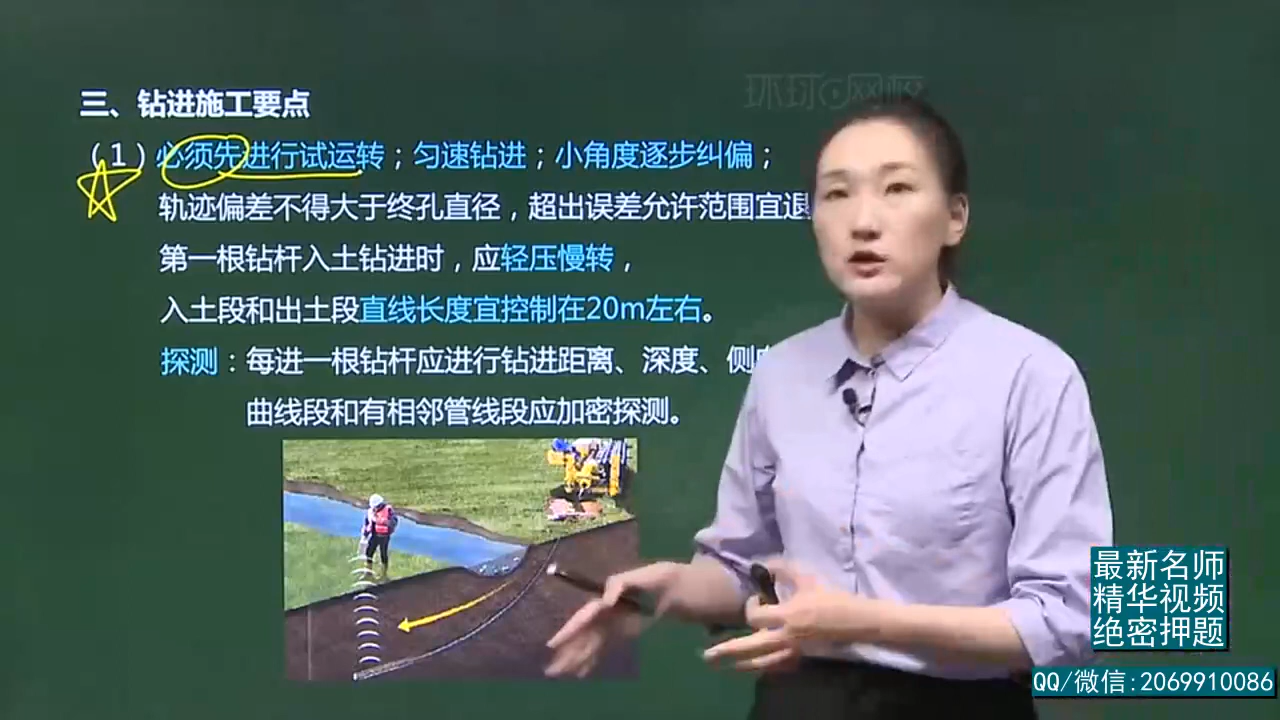 环球网校
三、钻进施工要点
（1）必须先进行试运转；匀速钻进；小角度逐步纠偏；
轨迹偏差不得大于终孔直径，超出误差允许范围宜退
第一根钻杆入土钻进时，应轻压慢转，
入土段和出土段直线长度宜控制在20m左右。
探测：每进一根钻杆应进行钻进距离、深度、侧
曲线段和有相邻管线段应加密探测。
最新名师
精华视频
绝密押题
QQ/微信:2069910086